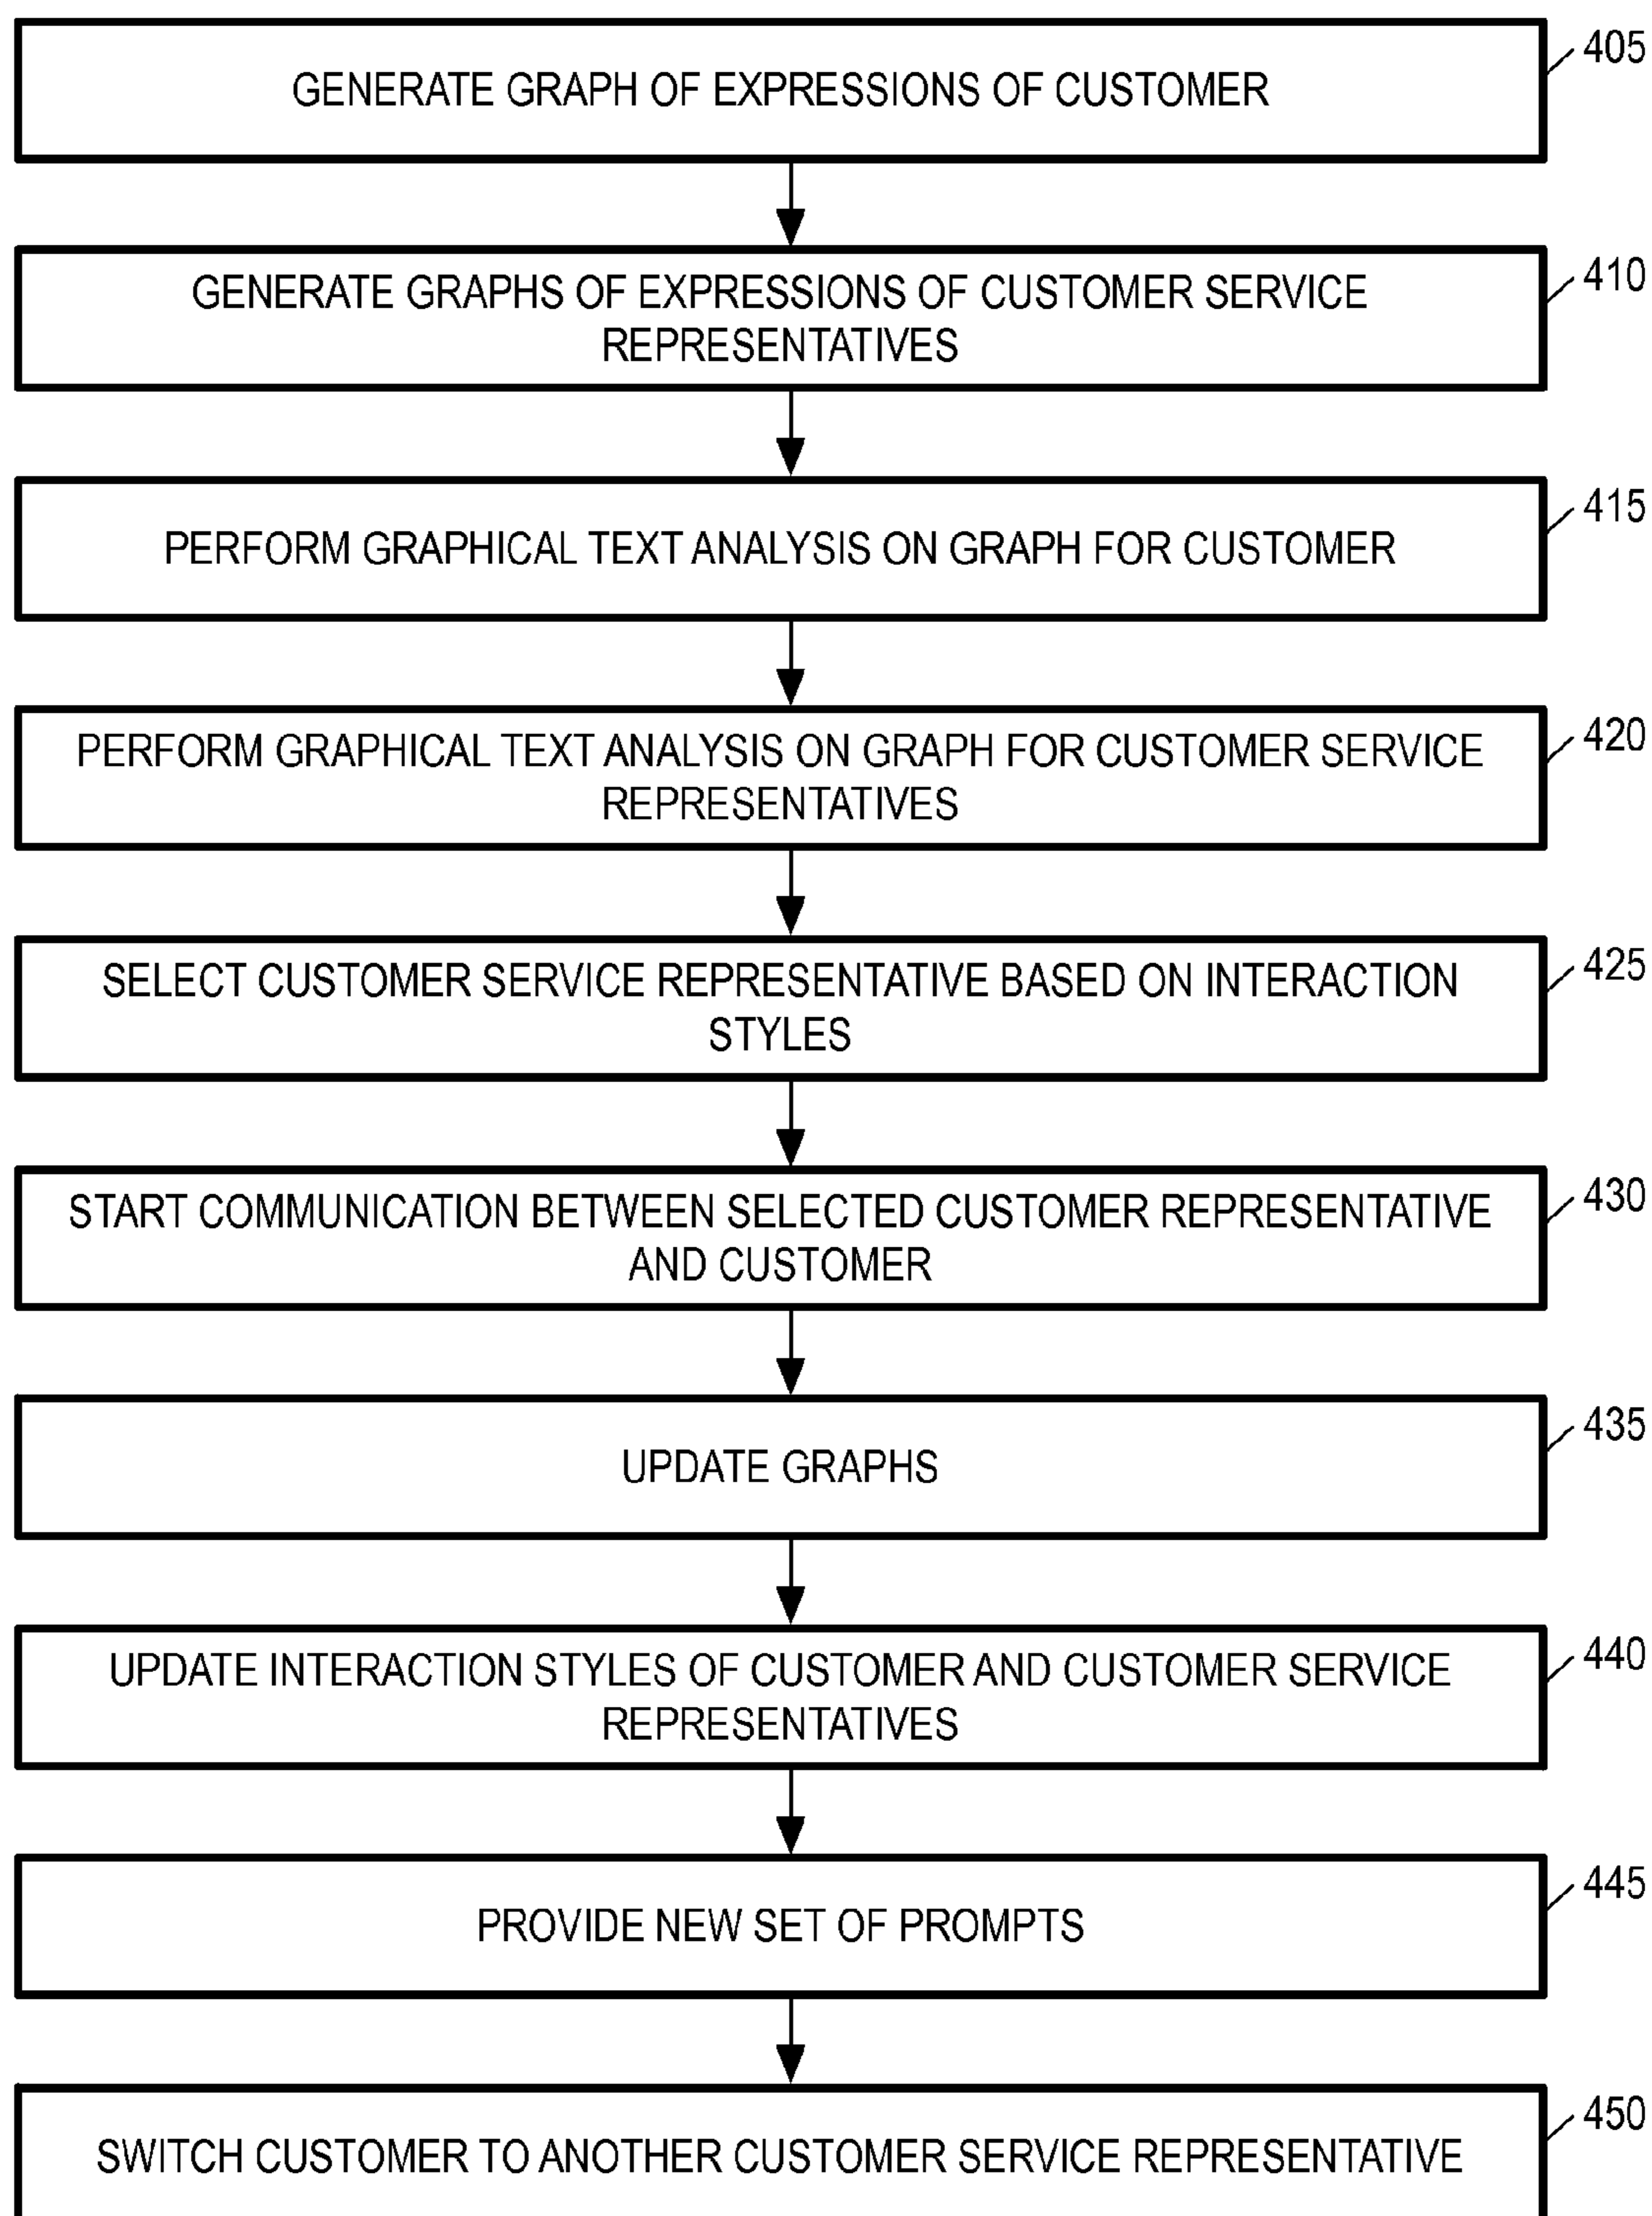 GENERATE GRAPH OF EXPRESSIONS OF CUSTOMER
405
GENERATE GRAPHS OF EXPRESSIONS OF CUSTOMER SERVICE
REPRESENTATIVES
410
PERFORM GRAPHICAL TEXT ANALYSIS ON GRAPH FOR CUSTOMER
415
PERFORM GRAPHICAL TEXT ANALYSIS ON GRAPH FOR CUSTOMER SERVICE
REPRESENTATIVES
420
SELECT CUSTOMER SERVICE REPRESENTATIVE BASED ON INTERACTION
STYLES
425
START COMMUNICATION BETWEEN SELECTED CUSTOMER REPRESENTATIVE
AND CUSTOMER
430
UPDATE GRAPHS
435
UPDATE INTERACTION STYLES OF CUSTOMER AND CUSTOMER SERVICE
REPRESENTATIVES
440
PROVIDE NEW SET OF PROMPTS
445
SWITCH CUSTOMER TO ANOTHER CUSTOMER SERVICE REPRESENTATIVE
450